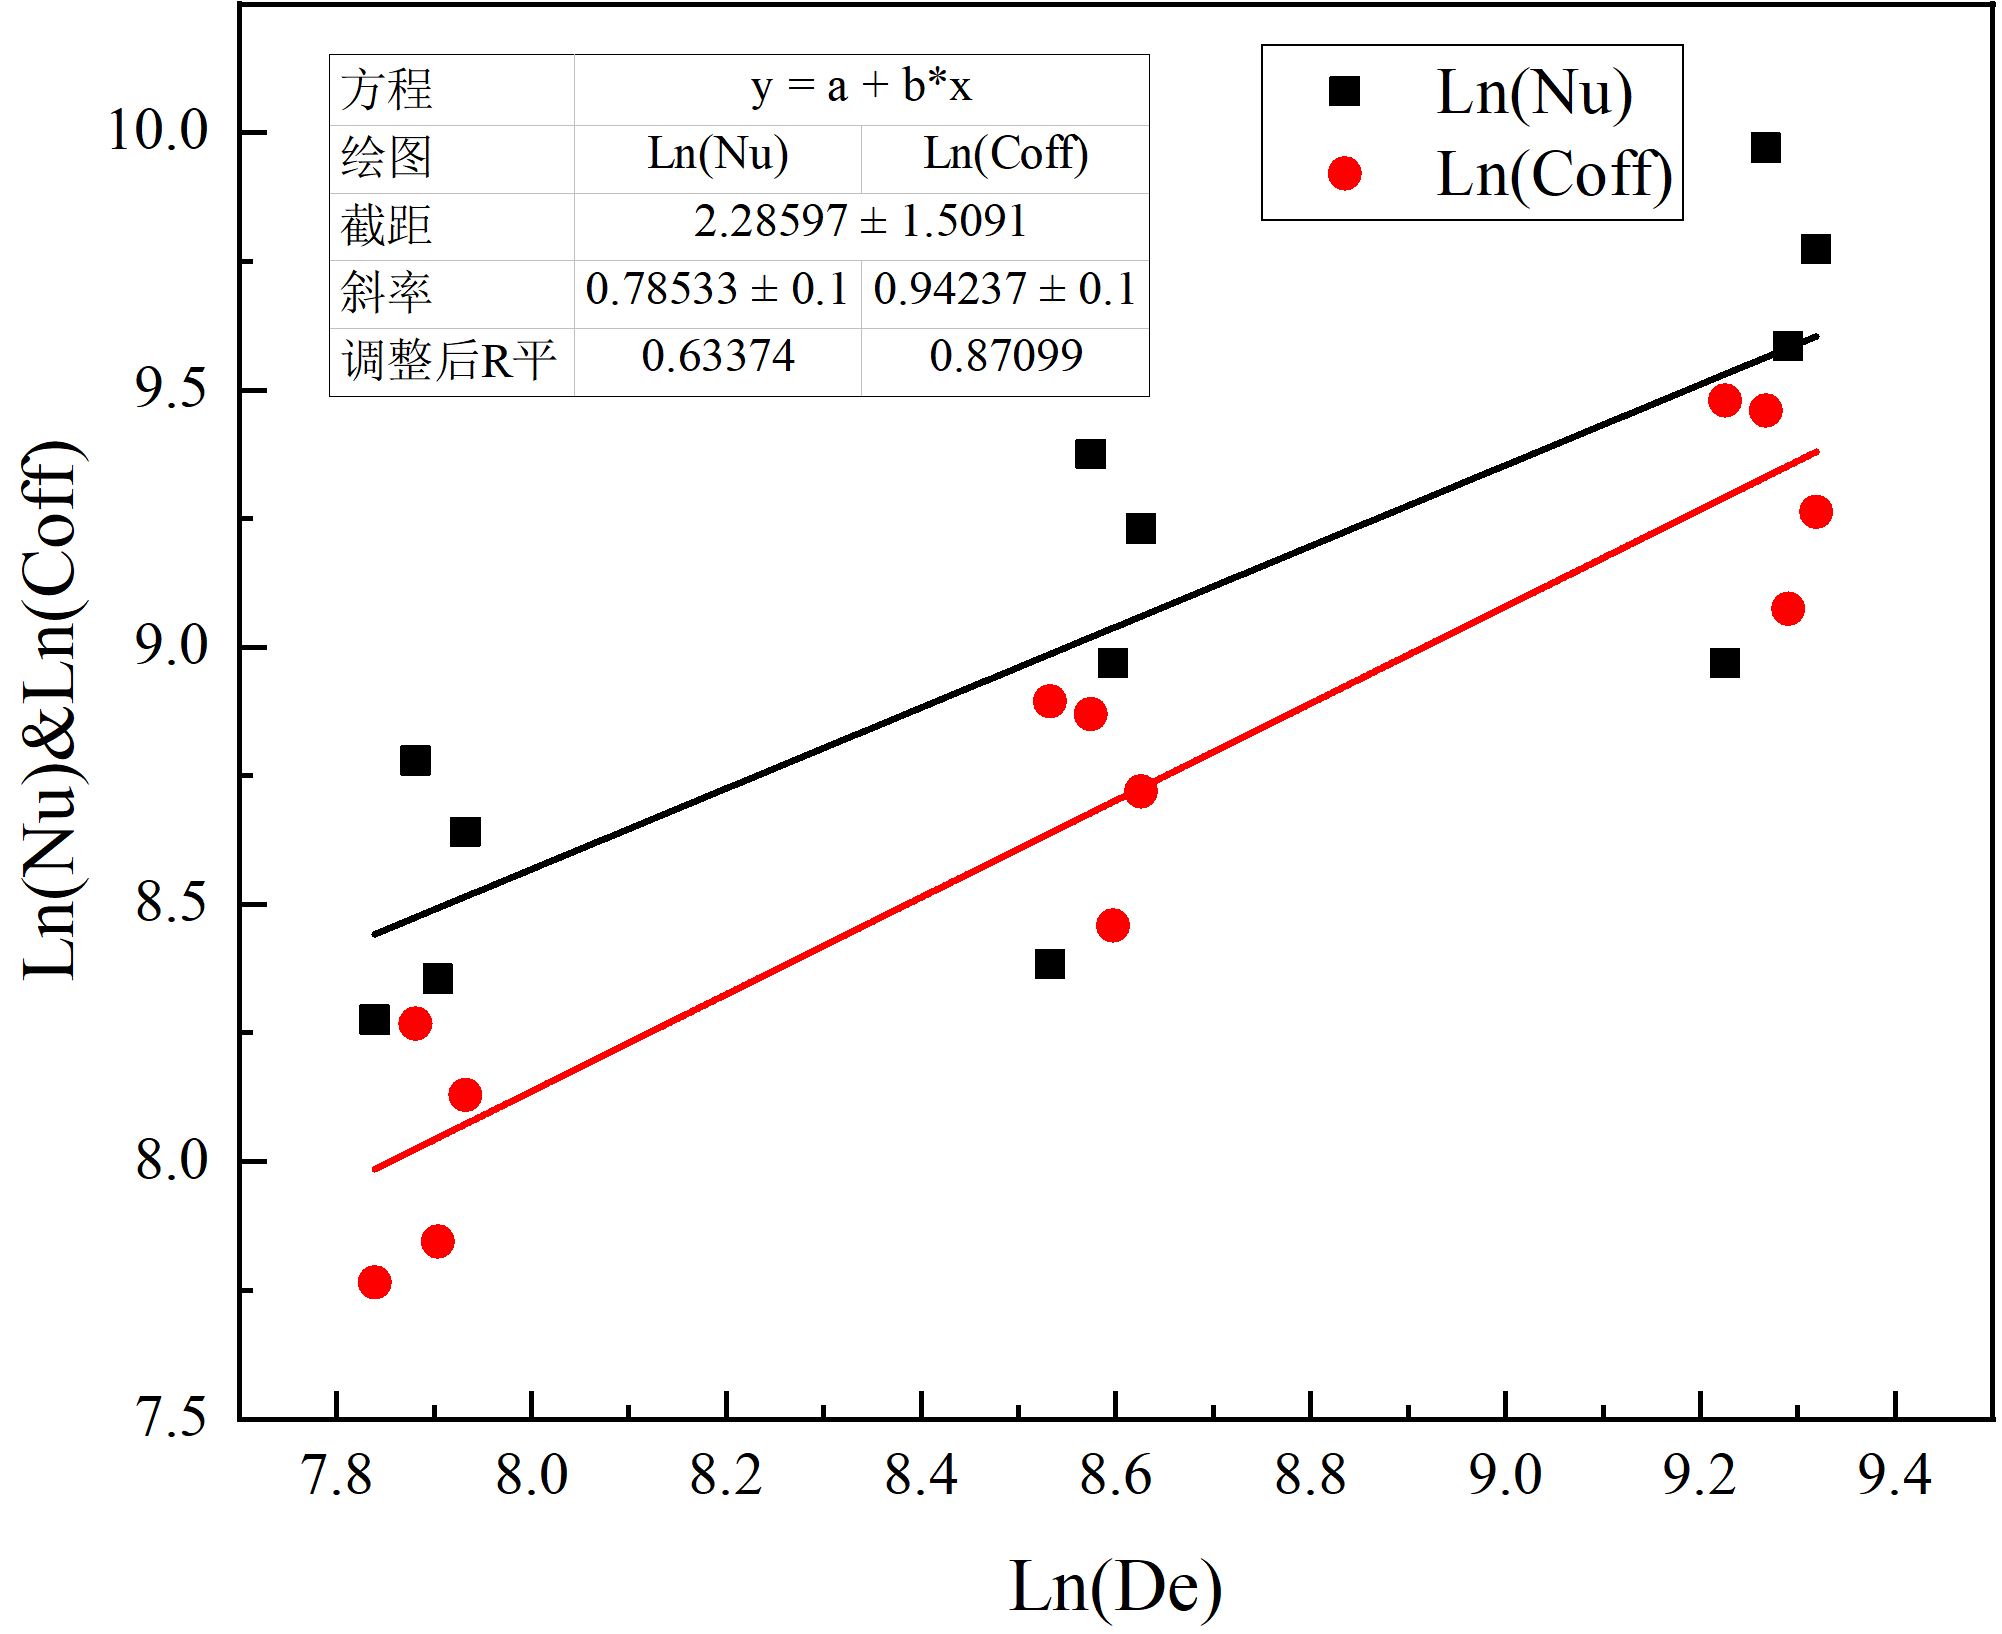 方程 y = a + b*x
绘图 Ln(Nu) Ln(Coff)
截距 2.28597 ± 1.5091
斜率 0.78533 ± 0.1 0.94237 ± 0.1
调整后R平 0.63374 0.87099
Ln(Nu)
Ln(Coff)
Ln(Nu)&Ln(Coff)
10.0
9.5
9.0
8.5
8.0
7.5
7.8 8.0 8.2 8.4 8.6 8.8 9.0 9.2 9.4
Ln(De)